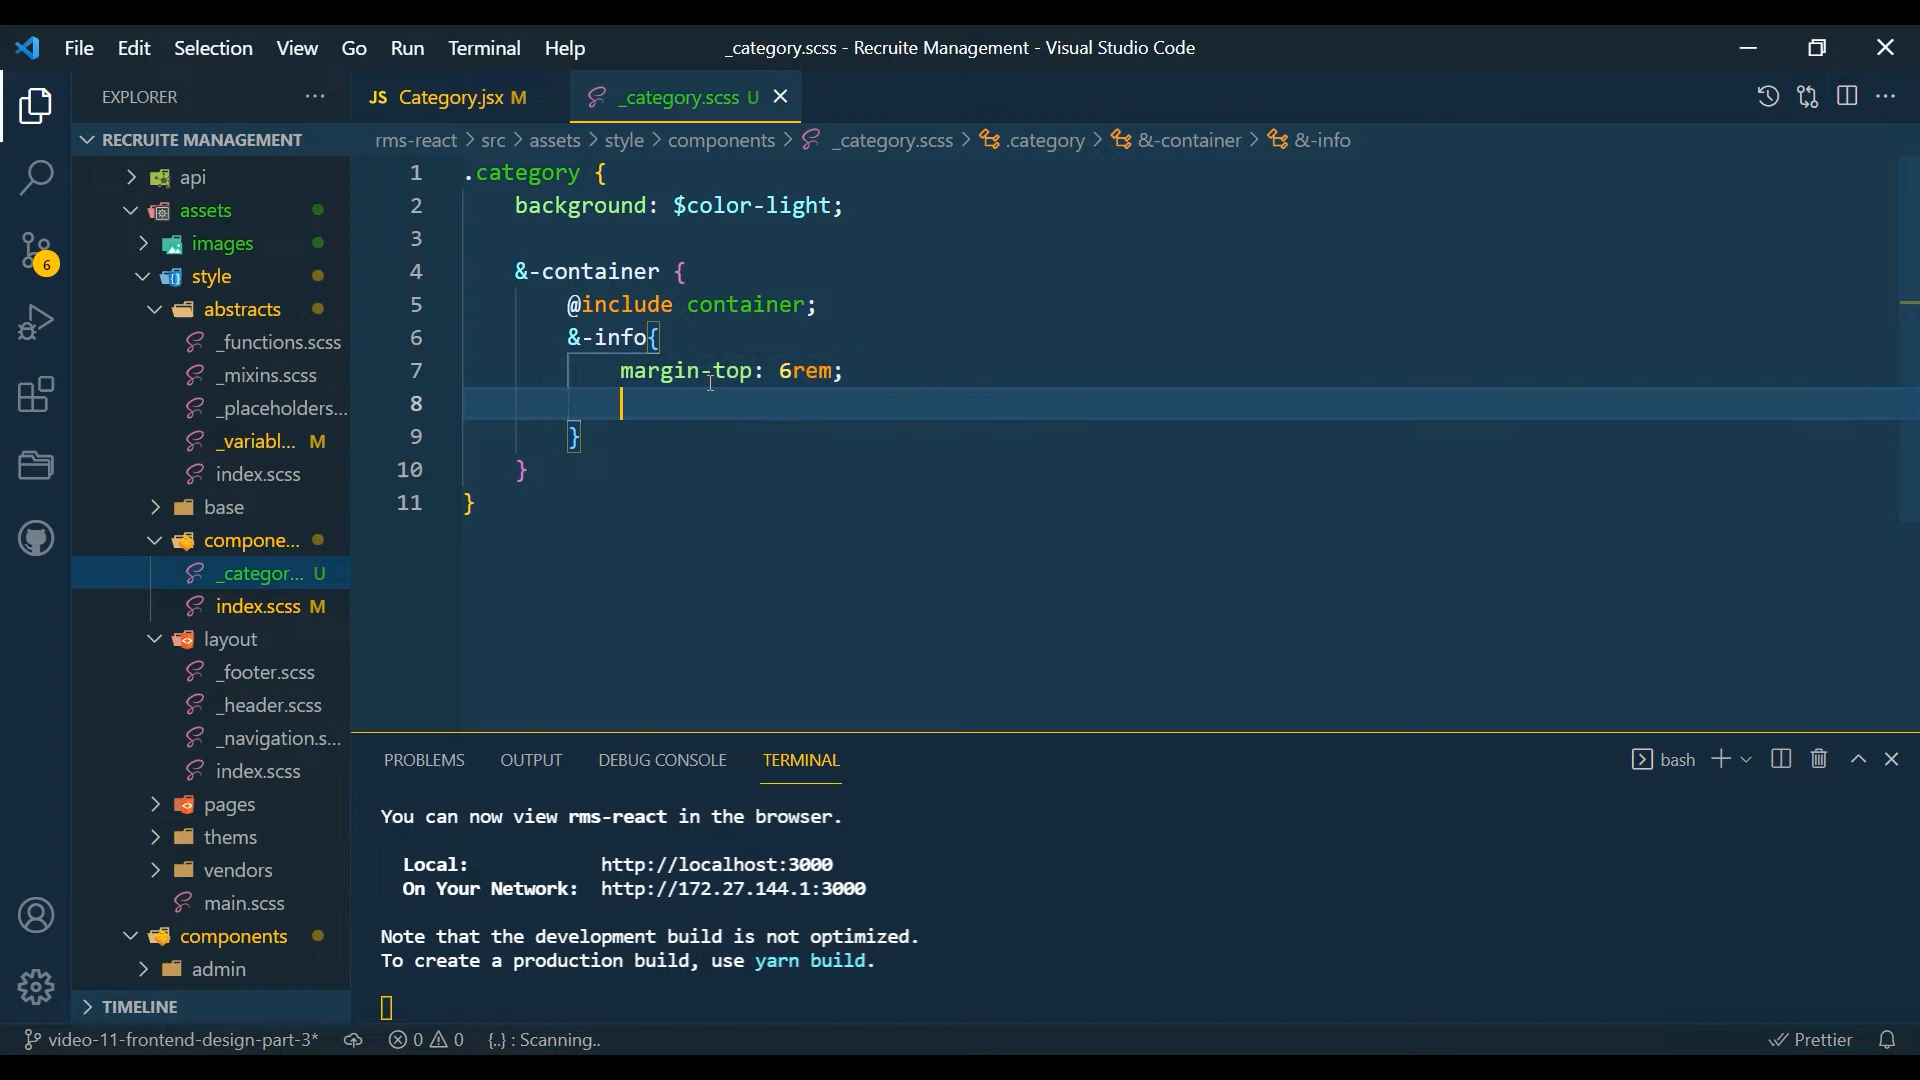 File Edit Selection View Go Run Terminal Help
_category.scss - Recruite Management - Visual Studio Code
EXPLORER
JS Category.jsx M
_category.scss U
RECRUITE MANAGEMENT
rms-react > src > assets > style > components > _category.scss > .category > &-container > &-info
api
assets
images
style
abstracts
_functions.scss
_mixins.scss
_placeholders...
_variabl... M
index.scss
base
compone...
_categor... U
index.scss M
layout
_footer.scss
_header.scss
_navigation.s...
index.scss
pages
thems
vendors
main.scss
components
admin
TIMELINE
6
1 .category {
2 background: $color-light;
3
4 &-container {
5 @include container;
6 &-info{
7 margin-top: 6rem;
8
9 }
10 }
11 }
PROBLEMS OUTPUT DEBUG CONSOLE TERMINAL
bash
You can now view rms-react in the browser.
Local: http://localhost:3000
On Your Network: http://172.27.144.1:3000
Note that the development build is not optimized.
To create a production build, use yarn build.
video-11-frontend-design-part-3* 0 0 {..} : Scanning.. Prettier